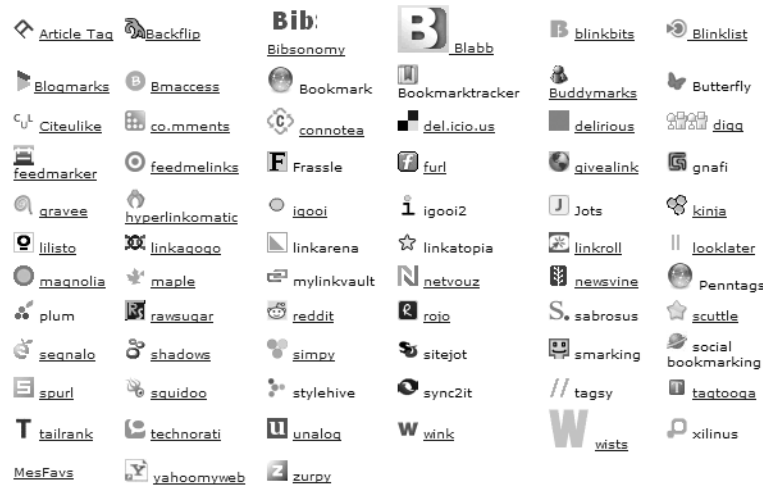 Article Tag Backflip Bib: Bibsonomy B Blabb B blinkbits Blinklist
Blogmarks B Bmaccess Bookmark Bookmarktracker Buddymarks Butterfly
CUL Citeulike co.mments C connotea del.icio.us delirious digg
feedmarker feedmelinks F Frassle f furl givealink G gnafi
gravee hyperlinkomatic igooi i igooi2 J Jots kinja
lilisto linkagogo linkarena linkatopia linkroll looklater
magnolia maple mylinkvault N netvouz newsvine Penntags
plum Rs rawsugar reddit R rojo S. sabrosus scuttle
segnalo shadows simpy sitejot smarking social bookmarking
S spurl squidoo stylehive sync2it // tagsy T tagtooga
T tailrank technorati u unalog W wink W wists xilinus
MesFavs Y yahoomyweb Z zurpy